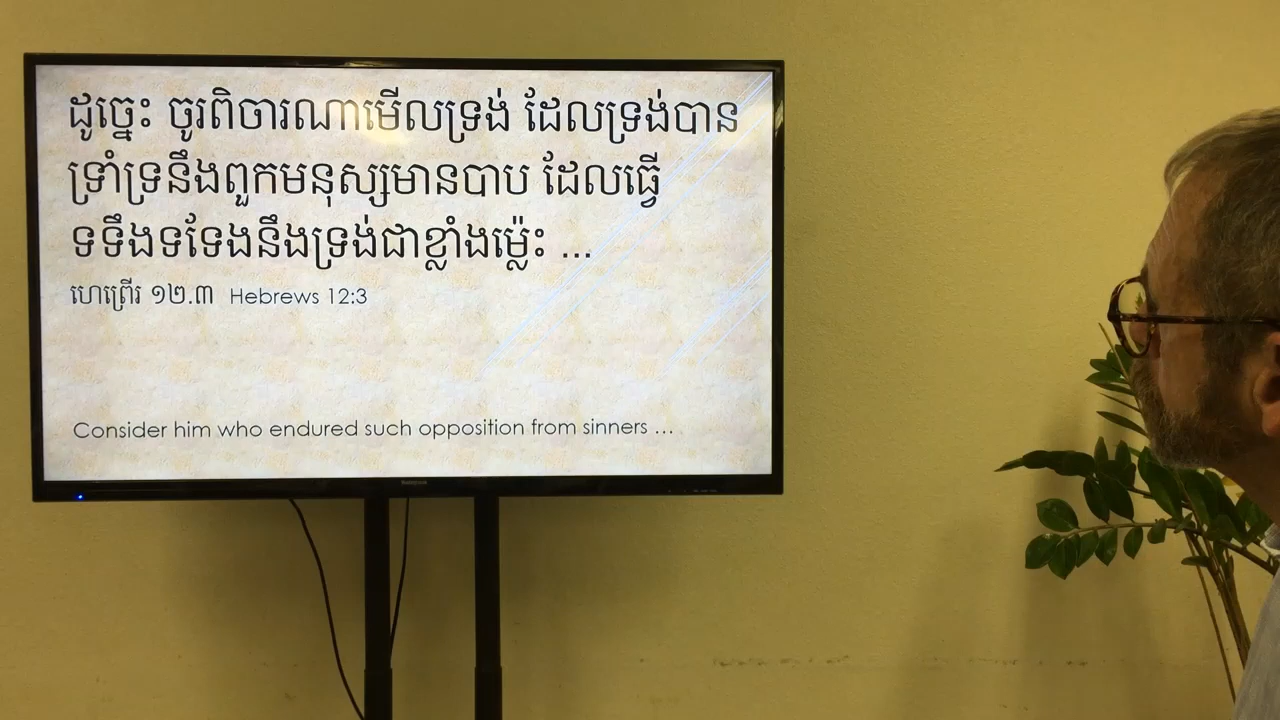 ដូច្នេះ ចូរពិចារណាមើលទ្រង់ ដែលទ្រង់បាន
ទ្រាំទ្រនឹងពួកមនុស្សមានបាប ដែលធ្វើ
ទទឹងទទែងនឹងទ្រង់ជាខ្លាំងម៉្លេះ ...
ហេព្រើរ ១២.៣ Hebrews 12:3
Consider him who endured such opposition from sinners ...